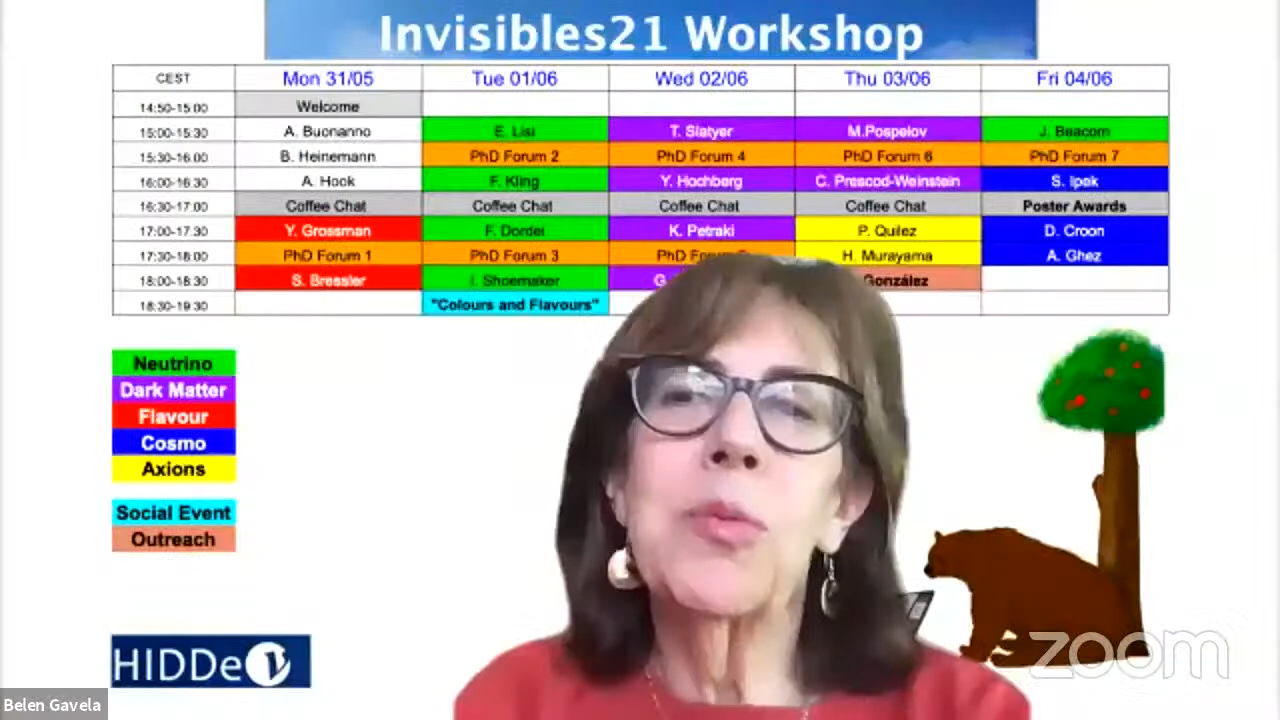 Invisibles21 Workshop
CEST Mon 31/05 Tue 01/06 Wed 02/06 Thu 03/06 Fri 04/06
14:50-15:00 Welcome
15:00-15:30 A. Buonanno E. Lisi T. Slatyer M.Pospelov J. Beacom
15:30-16:00 B. Heinemann PhD Forum 2 PhD Forum 4 PhD Forum 6 PhD Forum 7
16:00-16:30 A. Hook F. Kling Y. Hochberg C. Prescod-Weinstein S. Ipek
16:30-17:00 Coffee Chat Coffee Chat Coffee Chat Coffee Chat Poster Awards
17:00-17:30 Y. Grossman F. Dordei K. Petraki P. Quilez D. Croon
17:30-18:00 PhD Forum 1 PhD Forum 3 PhD H. Murayama A. Ghez
18:00-18:30 S. Bressler I. Shoemaker G. González
18:30-19:30 "Colours and Flavours"
Neutrino
Dark Matter
Flavour
Cosmo
Axions
Social Event
Outreach
HIDDeν
zoom
Belen Gavela